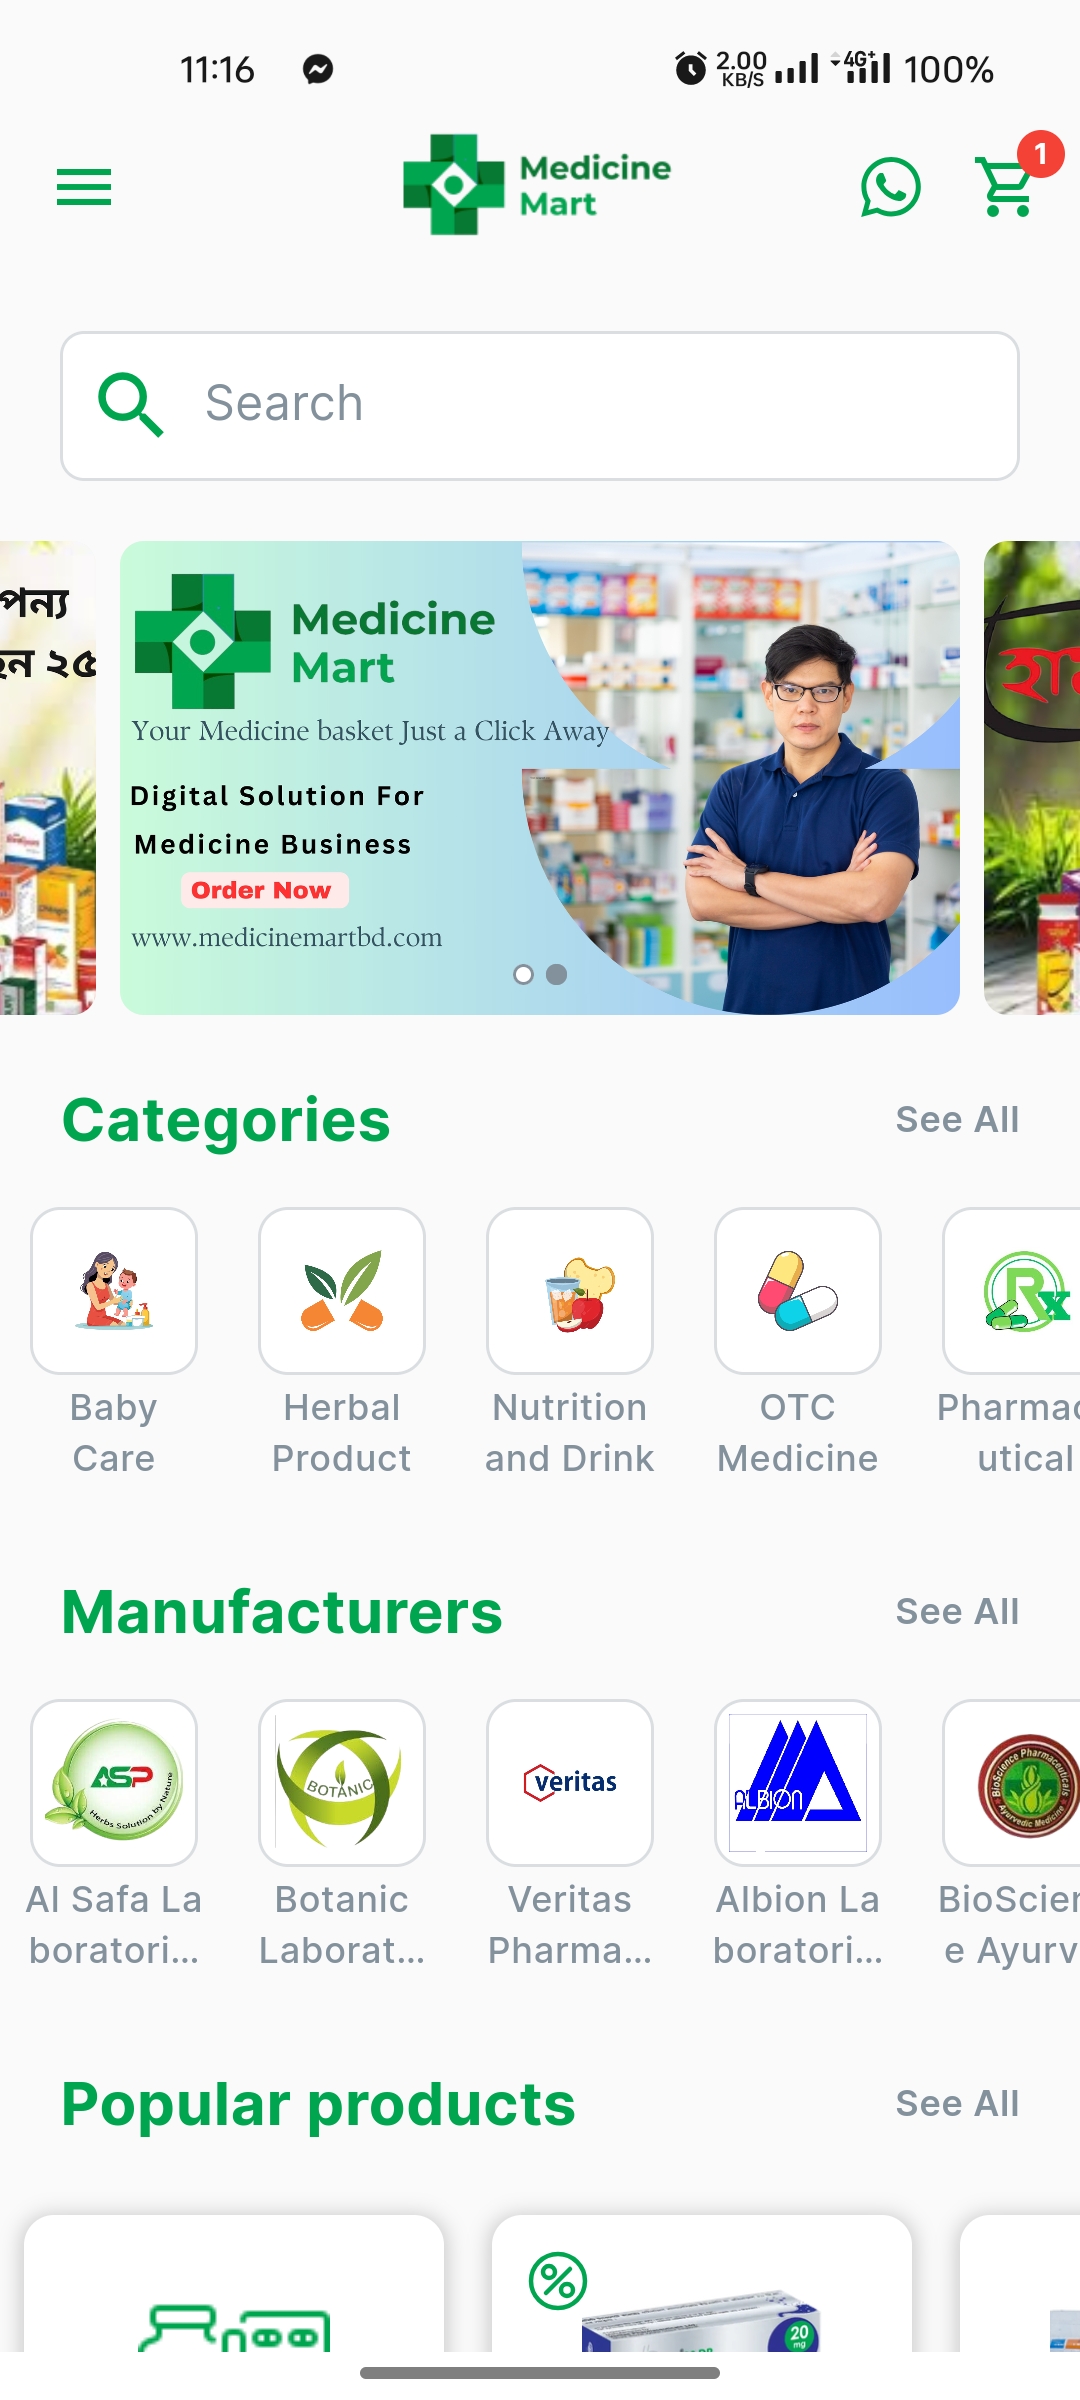 11:16
2.00 KB/S 4G+ 100%
Medicine
Mart
1
Search
পন্য
Medicine
Mart
Your Medicine basket Just a Click Away
Digital Solution For
Medicine Business
Order Now
www.medicinemartbd.com
Categories
See All
Baby
Care
Herbal
Product
Nutrition
and Drink
OTC
Medicine
Pharmac
utical
Rx
Manufacturers
See All
ASP
Herbs Solution by Nature
BOTANIC
veritas
ALBION
BioScience Pharmaceuticals
Ayurvedic Medicine
Al Safa La
boratori...
Botanic
Laborat...
Veritas
Pharma...
Albion La
boratori...
BioScien
e Ayurv
Popular products
See All
%
20
mg